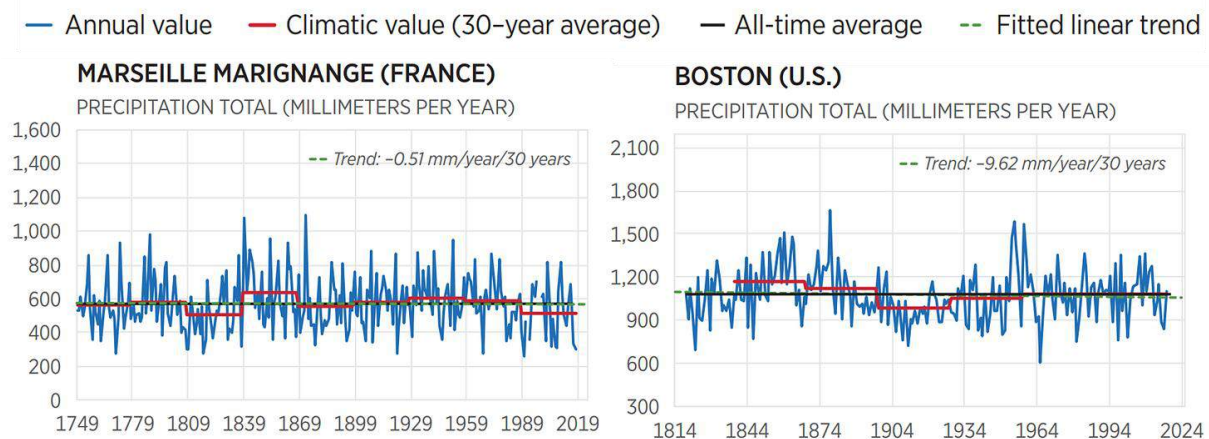 Annual value
Climatic value (30–year average)
All-time average
Fitted linear trend
MARSEILLE MARIGNANGE (FRANCE)
PRECIPITATION TOTAL (MILLIMETERS PER YEAR)
1,600
1,400
1,200
1,000
800
600
400
200
0
Trend: –0.51 mm/year/30 years
1749 1779 1809 1839 1869 1899 1929 1959 1989 2019
BOSTON (U.S.)
PRECIPITATION TOTAL (MILLIMETERS PER YEAR)
2,100
1,800
1,500
1,200
900
600
300
Trend: –9.62 mm/year/30 years
1814 1844 1874 1904 1934 1964 1994 2024